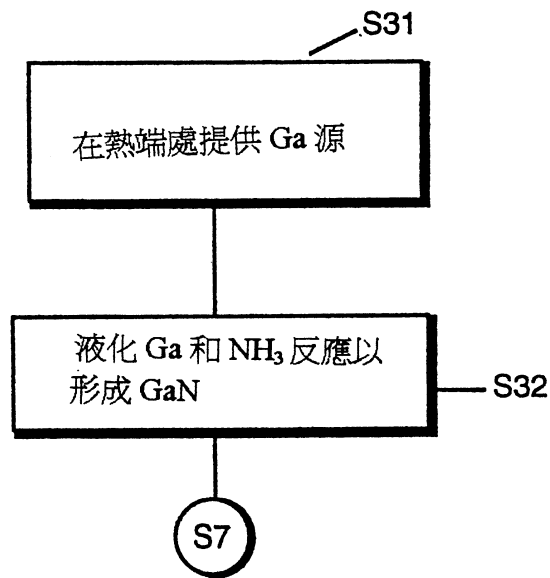 S31
在熱端處提供 Ga 源
液化 Ga 和 NH₃ 反應以
形成 GaN
S32
S7